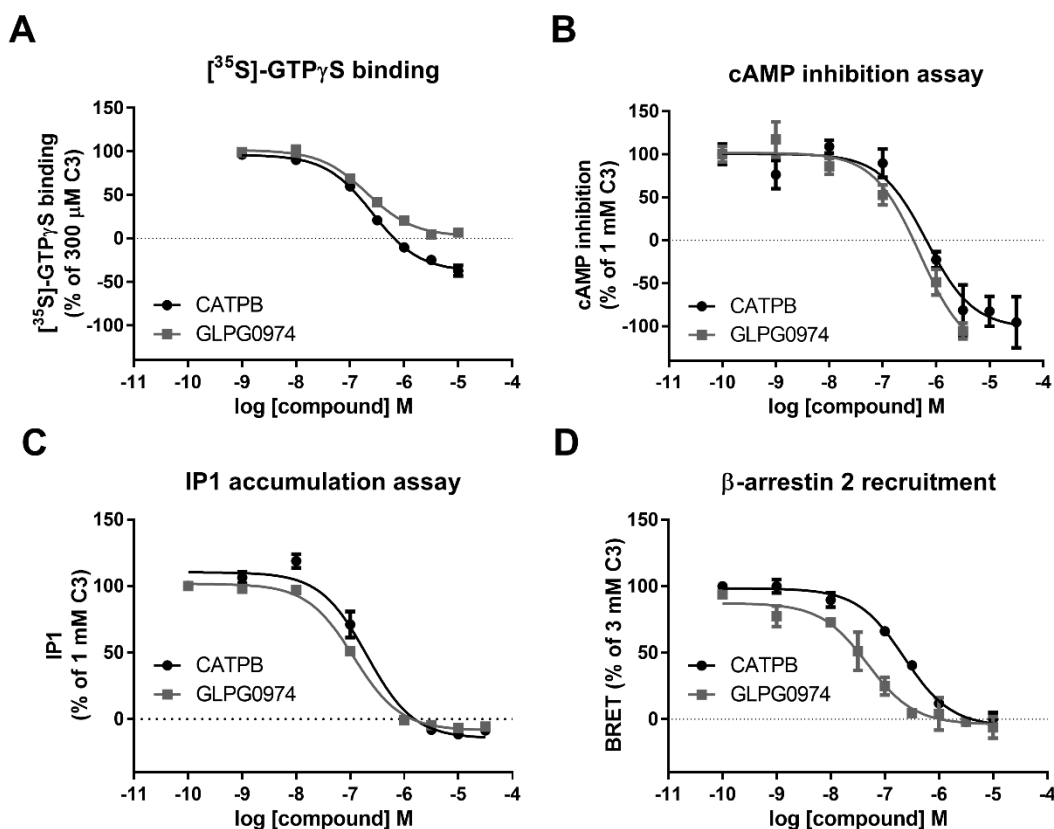 A
[³⁵S]-GTPγS binding
[³⁵S]-GTPγS binding
(% of 300 μM C3)
150
100
50
0
-50
-100
CATPB
GLPG0974
-11 -10 -9 -8 -7 -6 -5 -4
log [compound] M
B
cAMP inhibition assay
cAMP inhibition
(% of 1 mM C3)
150
100
50
0
-50
-100
CATPB
GLPG0974
-11 -10 -9 -8 -7 -6 -5 -4
log [compound] M
C
IP1 accumulation assay
IP1
(% of 1 mM C3)
150
100
50
0
CATPB
GLPG0974
-11 -10 -9 -8 -7 -6 -5 -4
log [compound] M
D
β-arrestin 2 recruitment
BRET (% of 3 mM C3)
150
100
50
0
CATPB
GLPG0974
-11 -10 -9 -8 -7 -6 -5 -4
log [compound] M